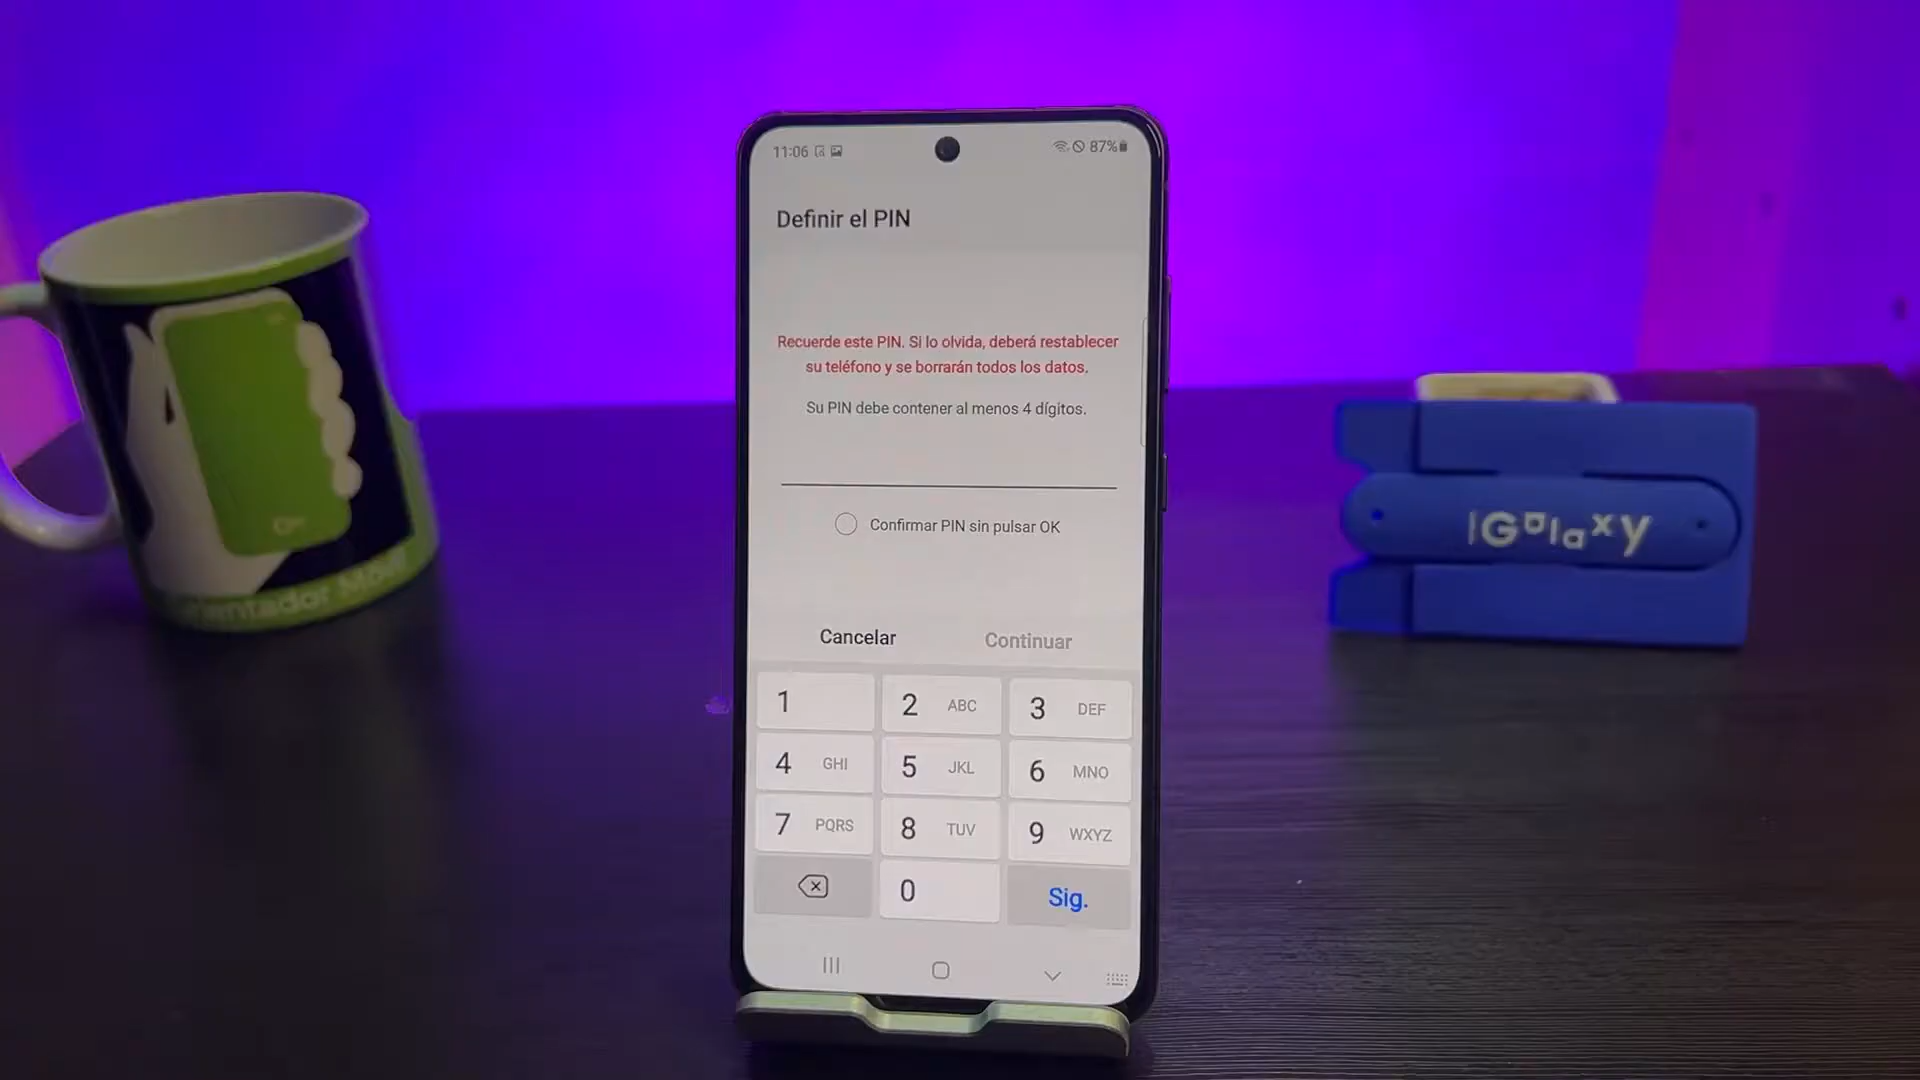 11:06
87%
Definir el PIN
Recuerde este PIN. Si lo olvida, deberá restablecer
su teléfono y se borrarán todos los datos.
Su PIN debe contener al menos 4 dígitos.
Confirmar PIN sin pulsar OK
Cancelar
Continuar
1
2 ABC
3 DEF
4 GHI
5 JKL
6 MNO
7 PQRS
8 TUV
9 WXYZ
0
Sig.
Orientador Móvil
Galaxy